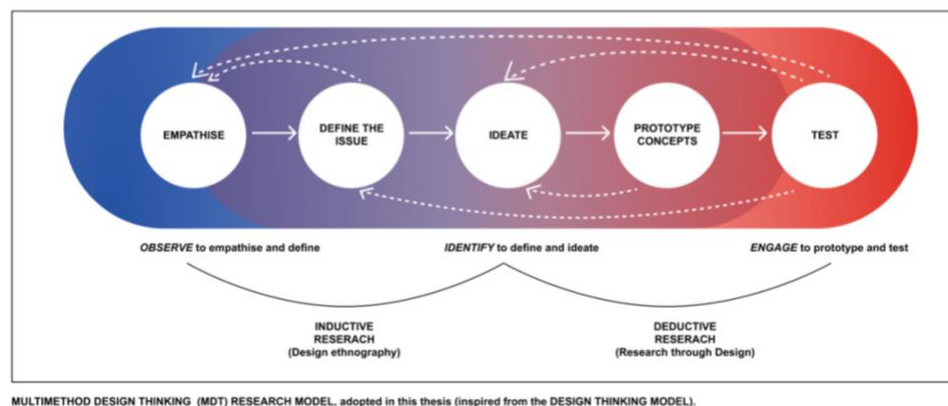 EMPATHISE
DEFINE THE
ISSUE
IDEATE
PROTOTYPE
CONCEPTS
TEST
OBSERVE to empathise and define
IDENTIFY to define and ideate
ENGAGE to prototype and test
INDUCTIVE
RESERACH
(Design ethnography)
DEDUCTIVE
RESERACH
(Research through Design)
MULTIMETHOD DESIGN THINKING (MDT) RESEARCH MODEL, adopted in this thesis (inspired from the DESIGN THINKING MODEL).